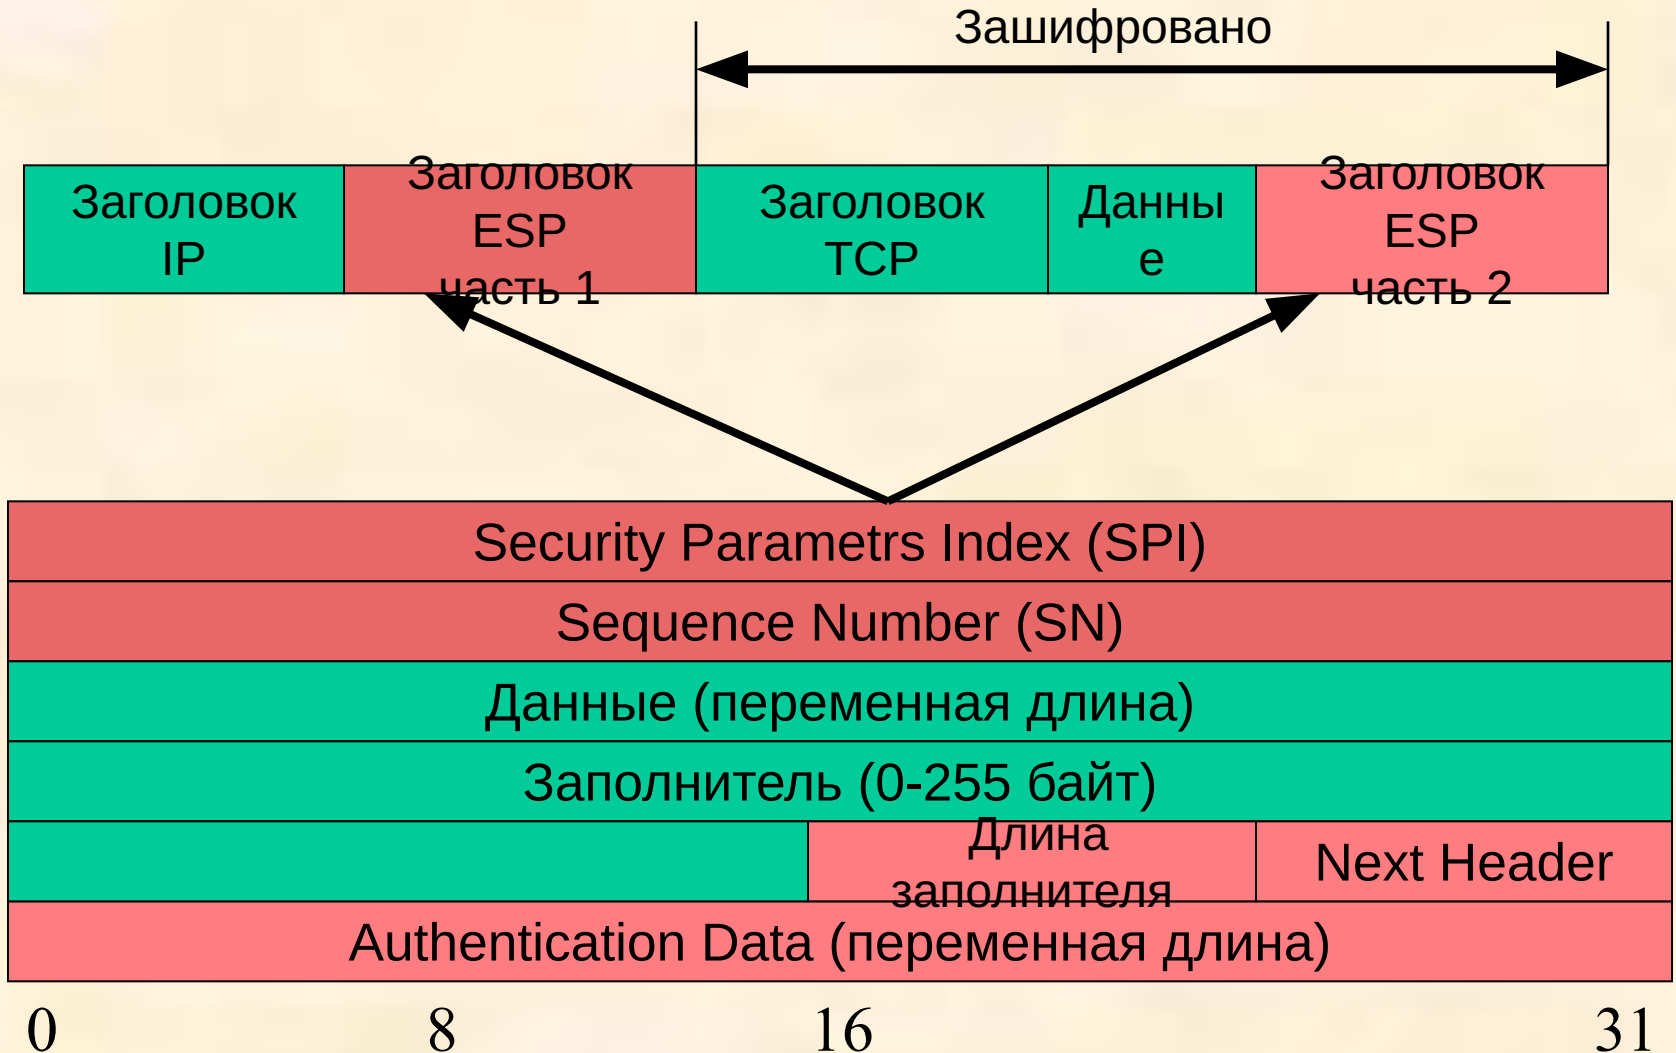 Зашифровано
Заголовок
IP
Заголовок
ESP
часть 1
Заголовок
TCP
Данны
е
Заголовок
ESP
часть 2
Security Parametrs Index (SPI)
Sequence Number (SN)
Данные (переменная длина)
Заполнитель (0-255 байт)
Длина
заполнителя
Next Header
Authentication Data (переменная длина)
0 8 16 31